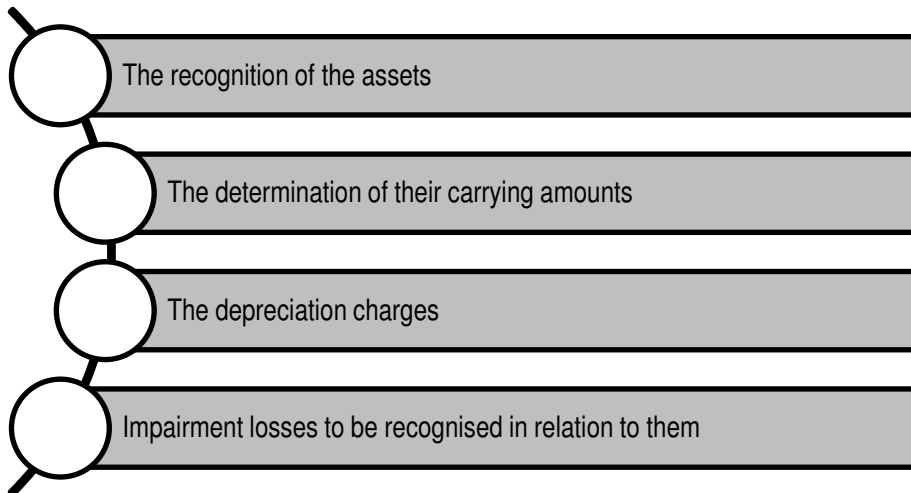 The recognition of the assets
The determination of their carrying amounts
The depreciation charges
Impairment losses to be recognised in relation to them